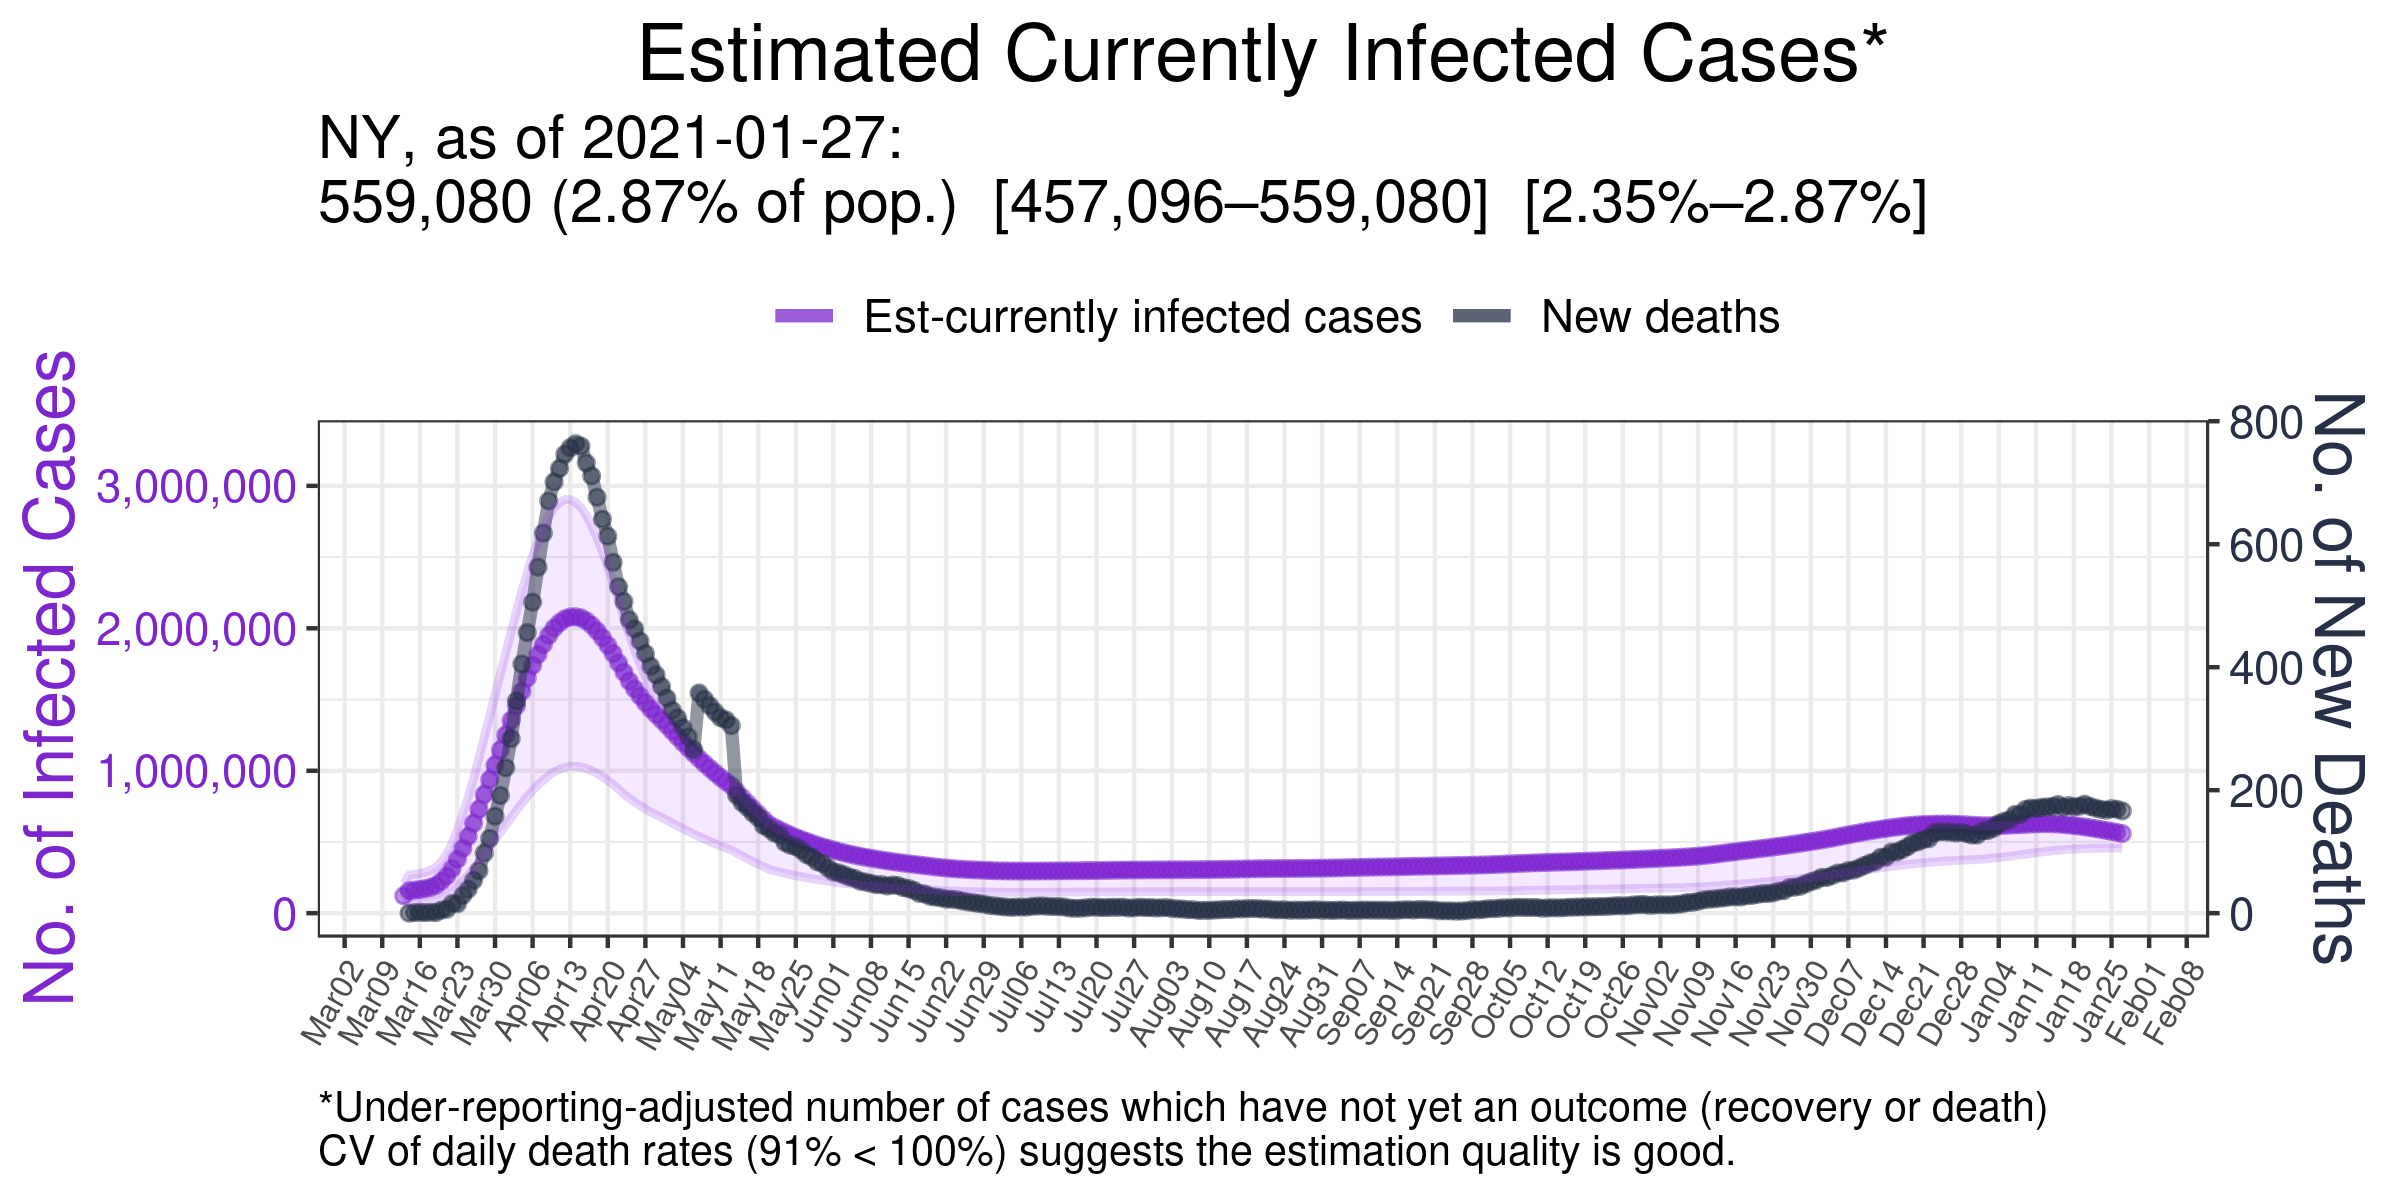 Estimated Currently Infected Cases*
NY, as of 2021-01-27:
559,080 (2.87% of pop.)  [457,096–559,080]  [2.35%–2.87%]
Est-currently infected cases
New deaths
No. of Infected Cases
3,000,000
2,000,000
1,000,000
0
800
600
400
200
0
No. of New Deaths
Mar02
Mar09
Mar16
Mar23
Mar30
Apr06
Apr13
Apr20
Apr27
May04
May11
May18
May25
Jun01
Jun08
Jun15
Jun22
Jun29
Jul06
Jul13
Jul20
Jul27
Aug03
Aug10
Aug17
Aug24
Aug31
Sep07
Sep14
Sep21
Sep28
Oct05
Oct12
Oct19
Oct26
Nov02
Nov09
Nov16
Nov23
Nov30
Dec07
Dec14
Dec21
Dec28
Jan04
Jan11
Jan18
Jan25
Feb01
Feb08
*Under-reporting-adjusted number of cases which have not yet an outcome (recovery or death)
CV of daily death rates (91% < 100%) suggests the estimation quality is good.